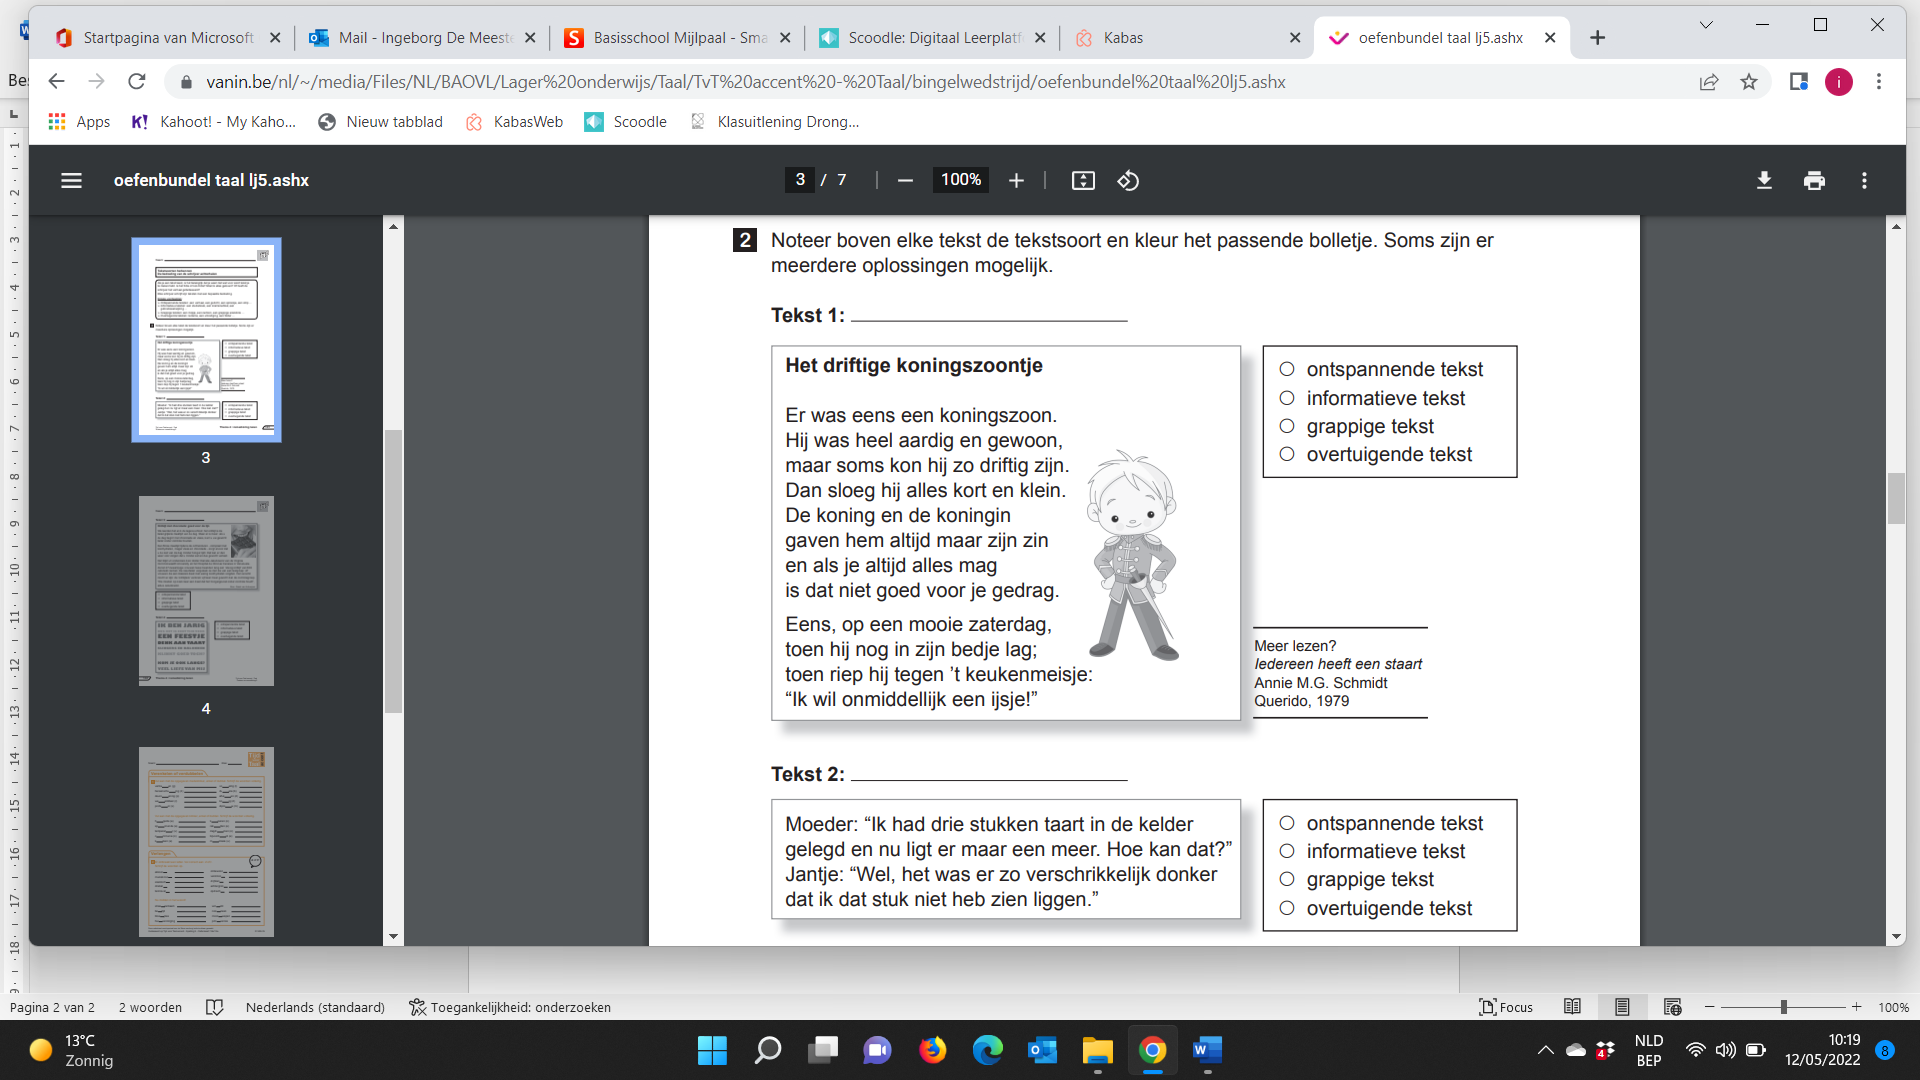 Startpagina van Microsoft
Mail - Ingeborg De Meeste
Basisschool Mijlpaal - Sma
Scoodle: Digitaal Leerplatf
Kabas
oefenbundel taal lj5.ashx
vanin.be/nl/~/media/Files/NL/BAOVL/Lager%20onderwijs/Taal/TvT%20accent%20-%20Taal/bingelwedstrijd/oefenbundel%20taal%20lj5.ashx
Apps
Kahoot! - My Kaho...
Nieuw tabblad
KabasWeb
Scoodle
Klasuitlening Drong...
oefenbundel taal lj5.ashx
3 / 7
100%
3
4
2 Noteer boven elke tekst de tekstsoort en kleur het passende bolletje. Soms zijn er
meerdere oplossingen mogelijk.
Tekst 1:
Het driftige koningszoontje
Er was eens een koningszoon.
Hij was heel aardig en gewoon,
maar soms kon hij zo driftig zijn.
Dan sloeg hij alles kort en klein.
De koning en de koningin
gaven hem altijd maar zijn zin
en als je altijd alles mag
is dat niet goed voor je gedrag.
Eens, op een mooie zaterdag,
toen hij nog in zijn bedje lag;
toen riep hij tegen ’t keukenmeisje:
“Ik wil onmiddellijk een ijsje!”
ontspannende tekst
informatieve tekst
grappige tekst
overtuigende tekst
Meer lezen?
Iedereen heeft een staart
Annie M.G. Schmidt
Querido, 1979
Tekst 2:
Moeder: “Ik had drie stukken taart in de kelder
gelegd en nu ligt er maar een meer. Hoe kan dat?”
Jantje: “Wel, het was er zo verschrikkelijk donker
dat ik dat stuk niet heb zien liggen.”
ontspannende tekst
informatieve tekst
grappige tekst
overtuigende tekst
Pagina 2 van 2
2 woorden
Nederlands (standaard)
Toegankelijkheid: onderzoeken
Focus
100%
13°C
Zonnig
NLD
BEP
10:19
12/05/2022
8